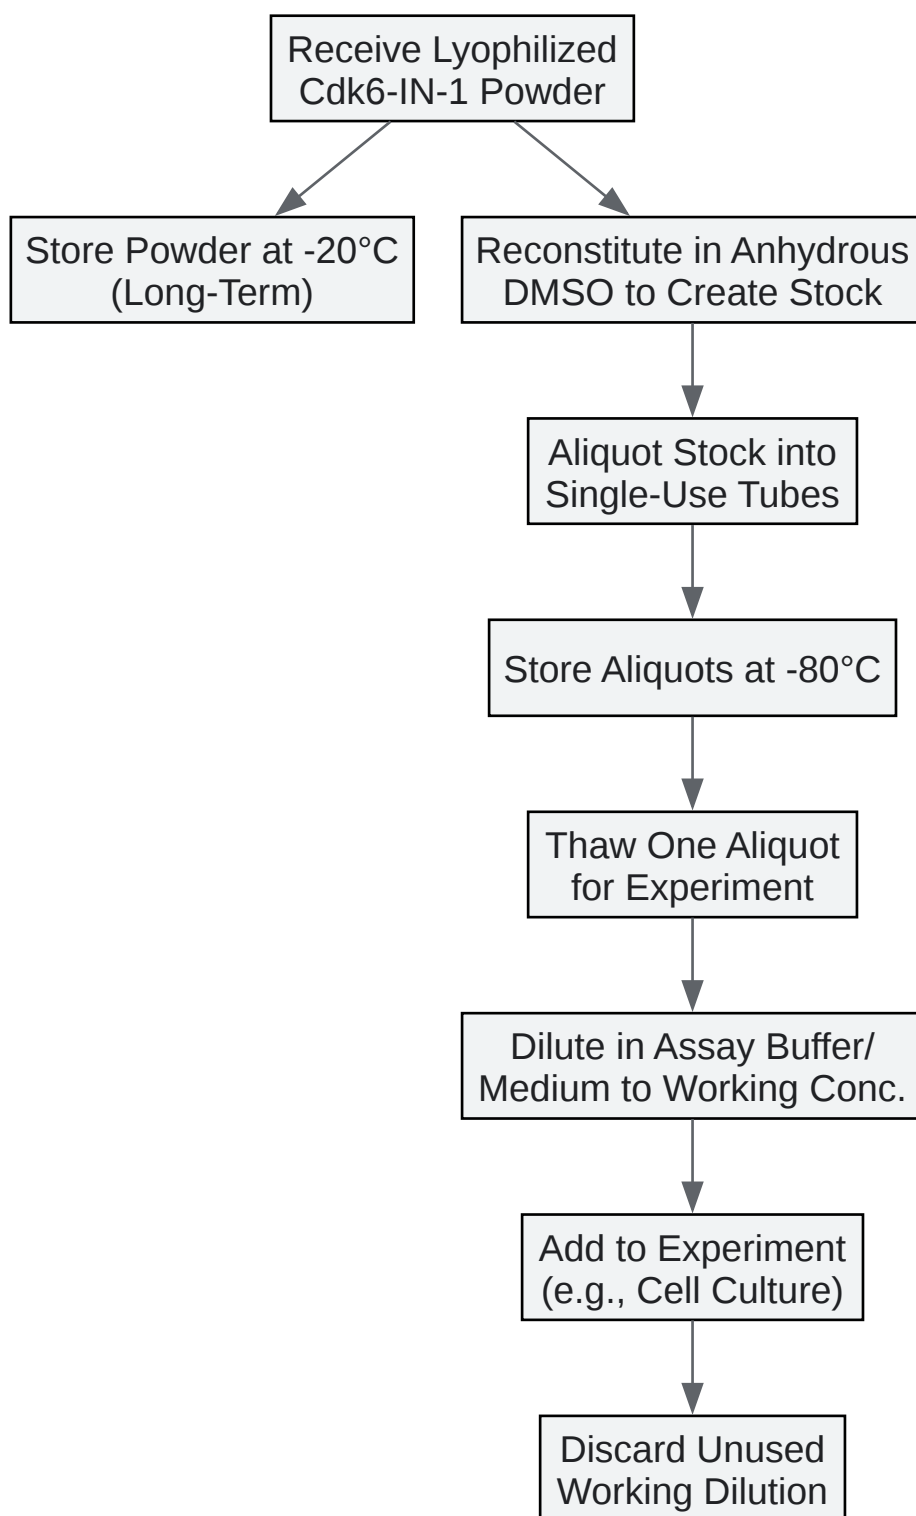 Receive Lyophilized
Cdk6-IN-1 Powder
Store Powder at -20°C
(Long-Term)
Reconstitute in Anhydrous
DMSO to Create Stock
Aliquot Stock into
Single-Use Tubes
Store Aliquots at -80°C
Thaw One Aliquot
for Experiment
Dilute in Assay Buffer/
Medium to Working Conc.
Add to Experiment
(e.g., Cell Culture)
Discard Unused
Working Dilution